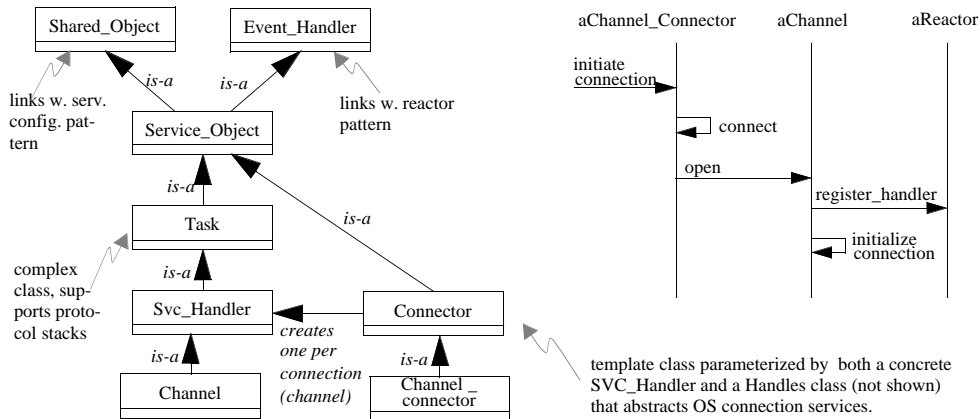 Shared_Object
Event_Handler
is-a
is-a
links w. serv.
config. pat-
tern
links w. reactor
pattern
Service_Object
is-a
is-a
Task
complex
class, sup-
ports proto-
col stacks
is-a
Svc_Handler
Connector
creates
one per
connection
(channel)
is-a
is-a
Channel
Channel_
connector
template class parameterized by both a concrete
SVC_Handler and a Handles class (not shown)
that abstracts OS connection services.
aChannel_Connector
aChannel
aReactor
initiate
connection
connect
open
register_handler
initialize
connection